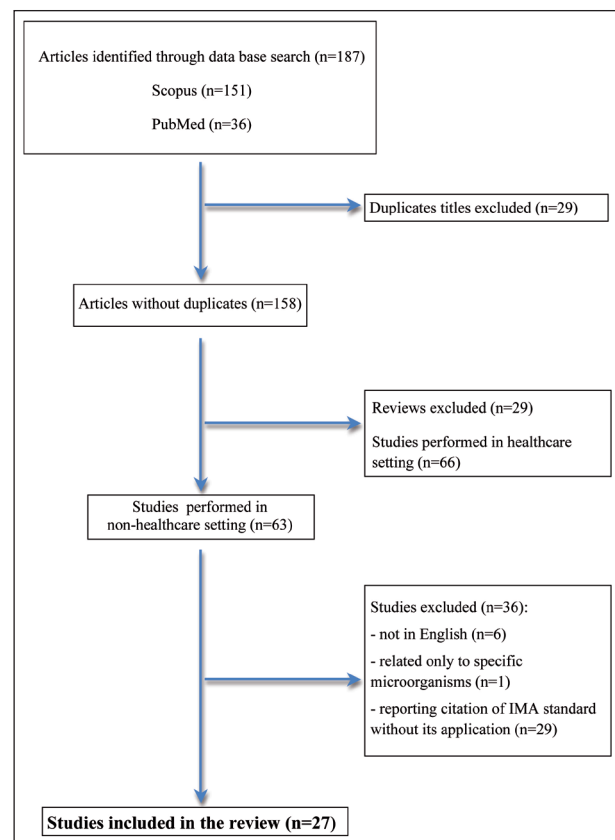 Articles identified through data base search (n=187)
Scopus (n=151)
PubMed (n=36)
Duplicates titles excluded (n=29)
Articles without duplicates (n=158)
Reviews excluded (n=29)
Studies performed in healthcare
setting (n=66)
Studies performed in
non-healthcare setting (n=63)
Studies excluded (n=36):
- not in English (n=6)
- related only to specific
microorganisms (n=1)
- reporting citation of IMA standard
without its application (n=29)
Studies included in the review (n=27)